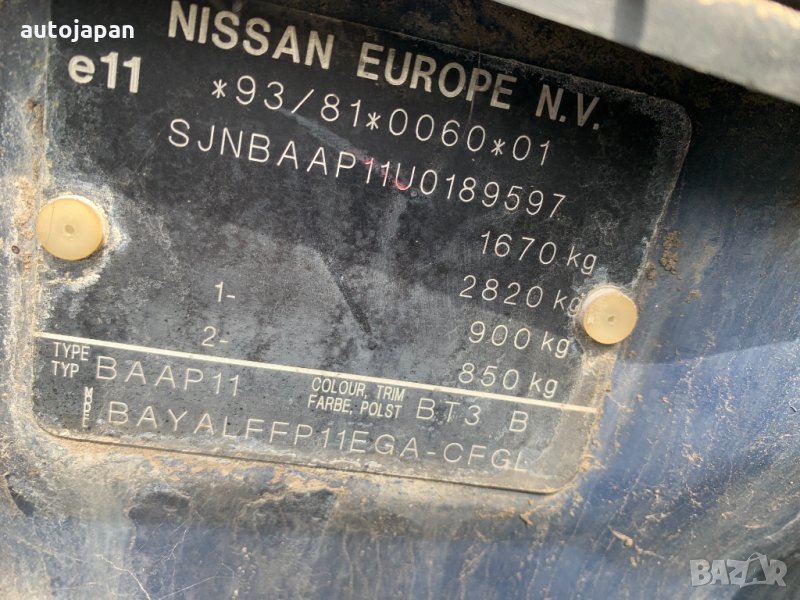 autojapan
NISSAN EUROPE N.V.
e11 *93/81*0060*01
SJNBAAP11U0189597
1670 kg
2820 kg
1- 900 kg
2- 850 kg
TYPE
TYP BAAP11 COLOUR, TRIM
FARBE, POLST BT3 B
MODEL BAYALFFP11EGA-CFGL
BAZAR